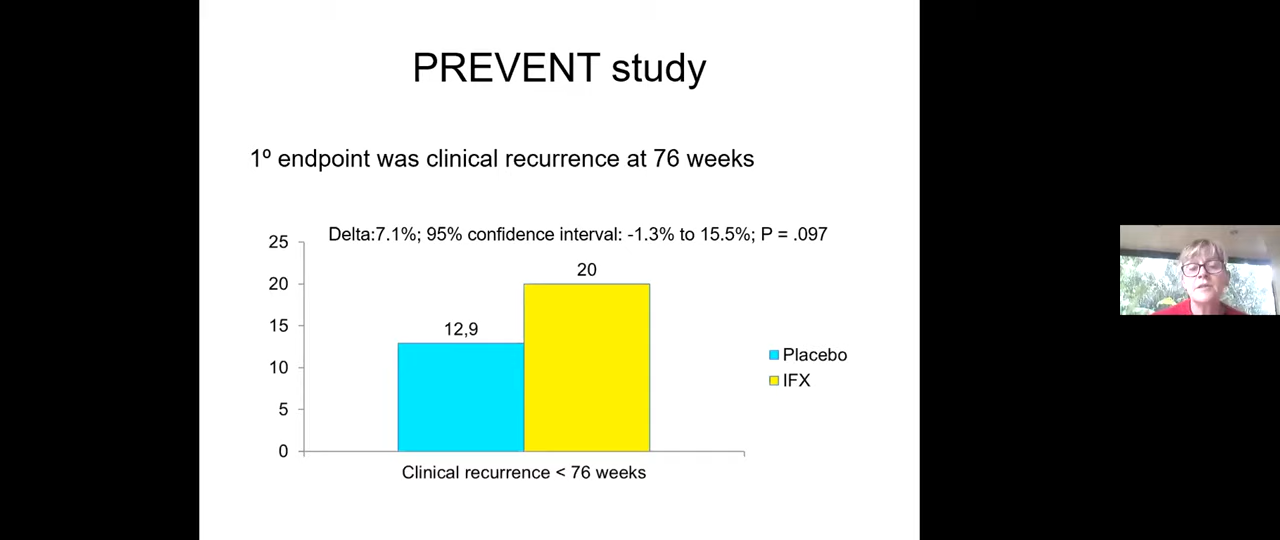 PREVENT study
1º endpoint was clinical recurrence at 76 weeks
Delta:7.1%; 95% confidence interval: -1.3% to 15.5%; P = .097
25
20
15
10
5
0
12,9
20
Clinical recurrence < 76 weeks
Placebo
IFX